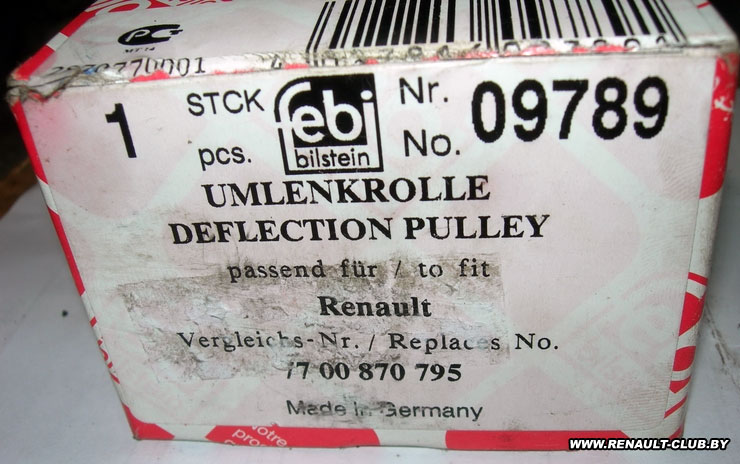 1 STCK pcs. febi bilstein Nr. No. 09789
UMLENKROLLE
DEFLECTION PULLEY
passend für / to fit
Renault
Vergleichs-Nr. / Replaces No.
77 00 870 795
Made in Germany
WWW.RENAULT-CLUB.BY